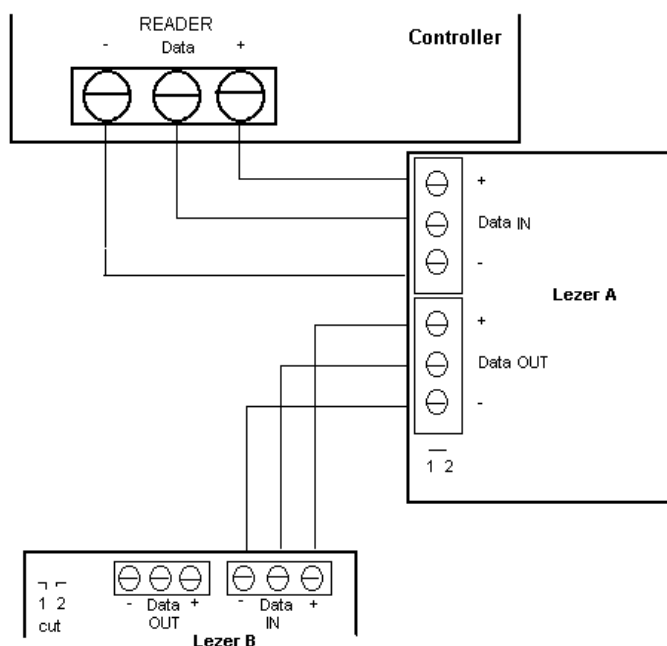 READER
- Data +
Controller
+
Data IN
-
Lezer A
+
Data OUT
-
1 2
1 2
cut
- Data +
OUT
- Data +
IN
Lezer B